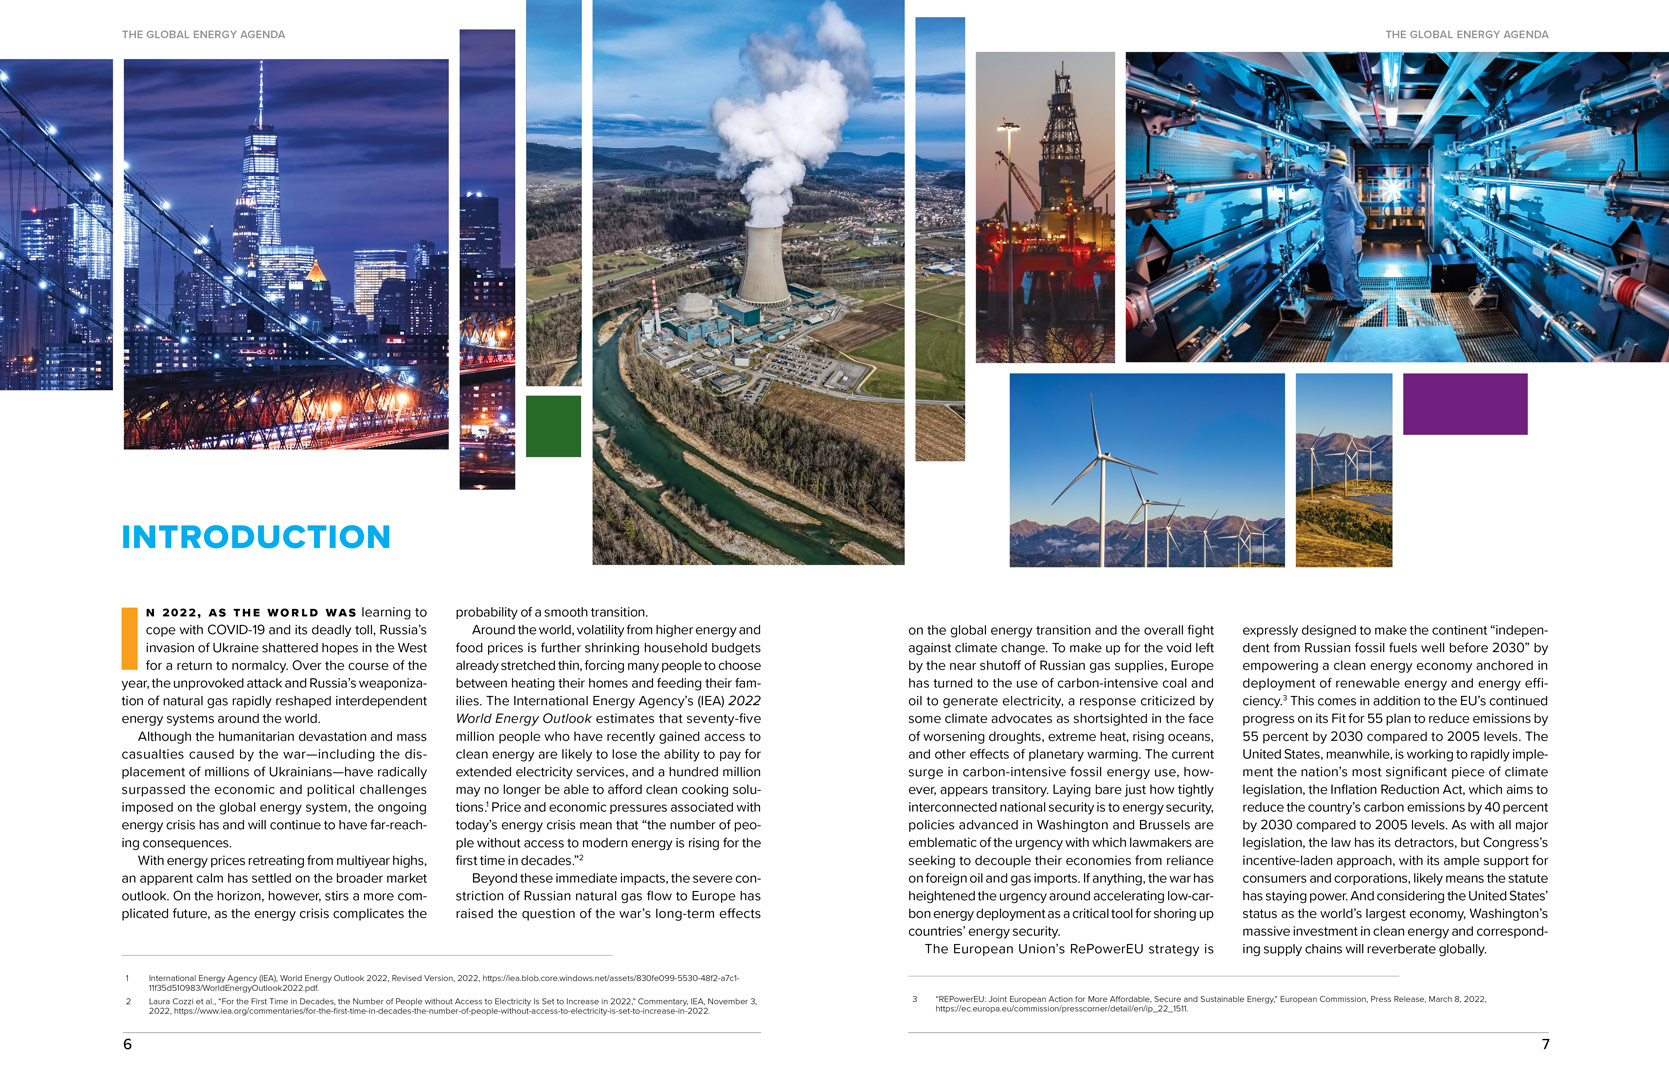 THE GLOBAL ENERGY AGENDA
THE GLOBAL ENERGY AGENDA
INTRODUCTION
IN 2022, AS THE WORLD WAS learning to
cope with COVID-19 and its deadly toll, Russia's
invasion of Ukraine shattered hopes in the West
for a return to normalcy. Over the course of the
year, the unprovoked attack and Russia's weaponiza-
tion of natural gas rapidly reshaped interdependent
energy systems around the world.
Although the humanitarian devastation and mass
casualties caused by the war—including the dis-
placement of millions of Ukrainians—have radically
surpassed the economic and political challenges
imposed on the global energy system, the ongoing
energy crisis has and will continue to have far-reach-
ing consequences.
With energy prices retreating from multiyear highs,
an apparent calm has settled on the broader market
outlook. On the horizon, however, stirs a more com-
plicated future, as the energy crisis complicates the
probability of a smooth transition.
Around the world, volatility from higher energy and
food prices is further shrinking household budgets
already stretched thin, forcing many people to choose
between heating their homes and feeding their fam-
ilies. The International Energy Agency's (IEA) 2022
World Energy Outlook estimates that seventy-five
million people who have recently gained access to
clean energy are likely to lose the ability to pay for
extended electricity services, and a hundred million
may no longer be able to afford clean cooking solu-
tions.1 Price and economic pressures associated with
today's energy crisis mean that “the number of peo-
ple without access to modern energy is rising for the
first time in decades.”2
Beyond these immediate impacts, the severe con-
striction of Russian natural gas flow to Europe has
raised the question of the war's long-term effects
1 International Energy Agency (IEA), World Energy Outlook 2022, Revised Version, 2022, https://iea.blob.core.windows.net/assets/830fe099-5530-48f2-a7c1-
11f35d510983/WorldEnergyOutlook2022.pdf.
2 Laura Cozzi et al., “For the First Time in Decades, the Number of People without Access to Electricity Is Set to Increase in 2022,” Commentary, IEA, November 3,
2022, https://www.iea.org/commentaries/for-the-first-time-in-decades-the-number-of-people-without-access-to-electricity-is-set-to-increase-in-2022.
6
on the global energy transition and the overall fight
against climate change. To make up for the void left
by the near shutoff of Russian gas supplies, Europe
has turned to the use of carbon-intensive coal and
oil to generate electricity, a response criticized by
some climate advocates as shortsighted in the face
of worsening droughts, extreme heat, rising oceans,
and other effects of planetary warming. The current
surge in carbon-intensive fossil energy use, how-
ever, appears transitory. Laying bare just how tightly
interconnected national security is to energy security,
policies advanced in Washington and Brussels are
emblematic of the urgency with which lawmakers are
seeking to decouple their economies from reliance
on foreign oil and gas imports. If anything, the war has
heightened the urgency around accelerating low-car-
bon energy deployment as a critical tool for shoring up
countries' energy security.
The European Union's RePowerEU strategy is
expressly designed to make the continent “indepen-
dent from Russian fossil fuels well before 2030” by
empowering a clean energy economy anchored in
deployment of renewable energy and energy effi-
ciency.3 This comes in addition to the EU's continued
progress on its Fit for 55 plan to reduce emissions by
55 percent by 2030 compared to 2005 levels. The
United States, meanwhile, is working to rapidly imple-
ment the nation's most significant piece of climate
legislation, the Inflation Reduction Act, which aims to
reduce the country's carbon emissions by 40 percent
by 2030 compared to 2005 levels. As with all major
legislation, the law has its detractors, but Congress's
incentive-laden approach, with its ample support for
consumers and corporations, likely means the statute
has staying power. And considering the United States'
status as the world's largest economy, Washington's
massive investment in clean energy and correspond-
ing supply chains will reverberate globally.
3 “REPowerEU: Joint European Action for More Affordable, Secure and Sustainable Energy,” European Commission, Press Release, March 8, 2022,
https://ec.europa.eu/commission/presscorner/detail/en/ip_22_1511.
7